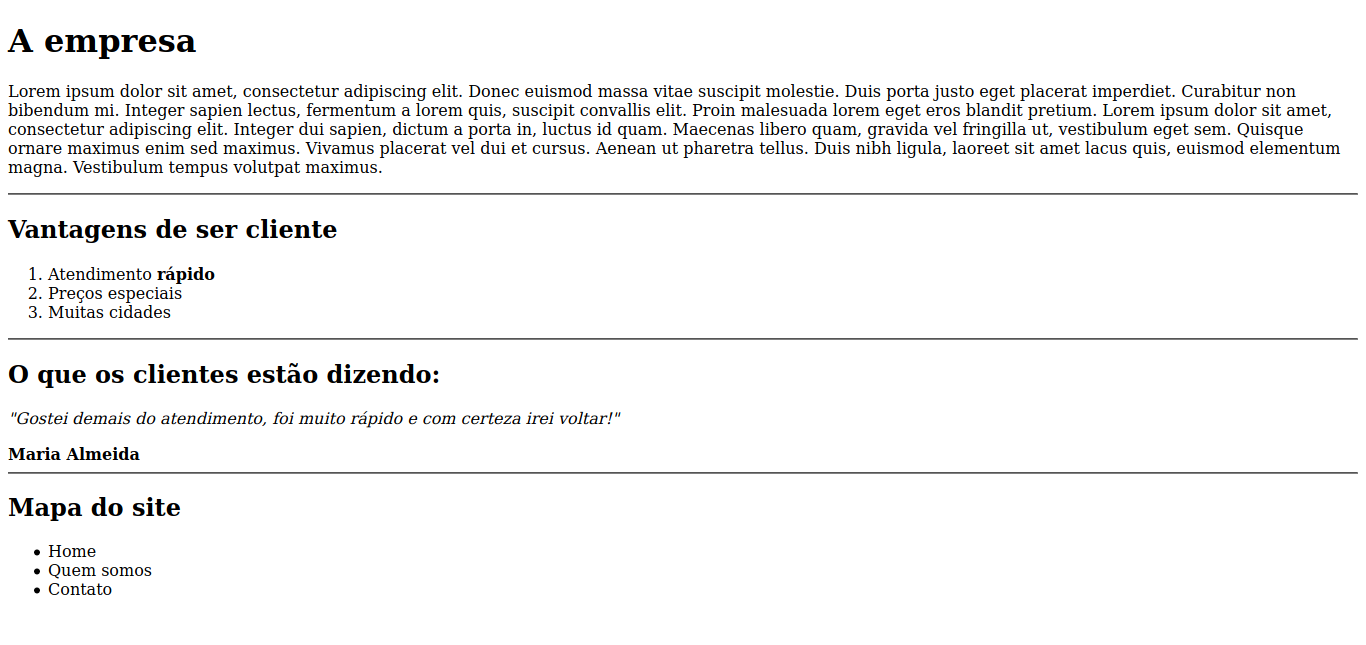 A empresa
Lorem ipsum dolor sit amet, consectetur adipiscing elit. Donec euismod massa vitae suscipit molestie. Duis porta justo eget placerat imperdiet. Curabitur non
bibendum mi. Integer sapien lectus, fermentum a lorem quis, suscipit convallis elit. Proin malesuada lorem eget eros blandit pretium. Lorem ipsum dolor sit amet,
consectetur adipiscing elit. Integer dui sapien, dictum a porta in, luctus id quam. Maecenas libero quam, gravida vel fringilla ut, vestibulum eget sem. Quisque
ornare maximus enim sed maximus. Vivamus placerat vel dui et cursus. Aenean ut pharetra tellus. Duis nibh ligula, laoreet sit amet lacus quis, euismod elementum
magna. Vestibulum tempus volutpat maximus.
Vantagens de ser cliente
1. Atendimento rápido
2. Preços especiais
3. Muitas cidades
O que os clientes estão dizendo:
"Gostei demais do atendimento, foi muito rápido e com certeza irei voltar!"
Maria Almeida
Mapa do site
• Home
• Quem somos
• Contato